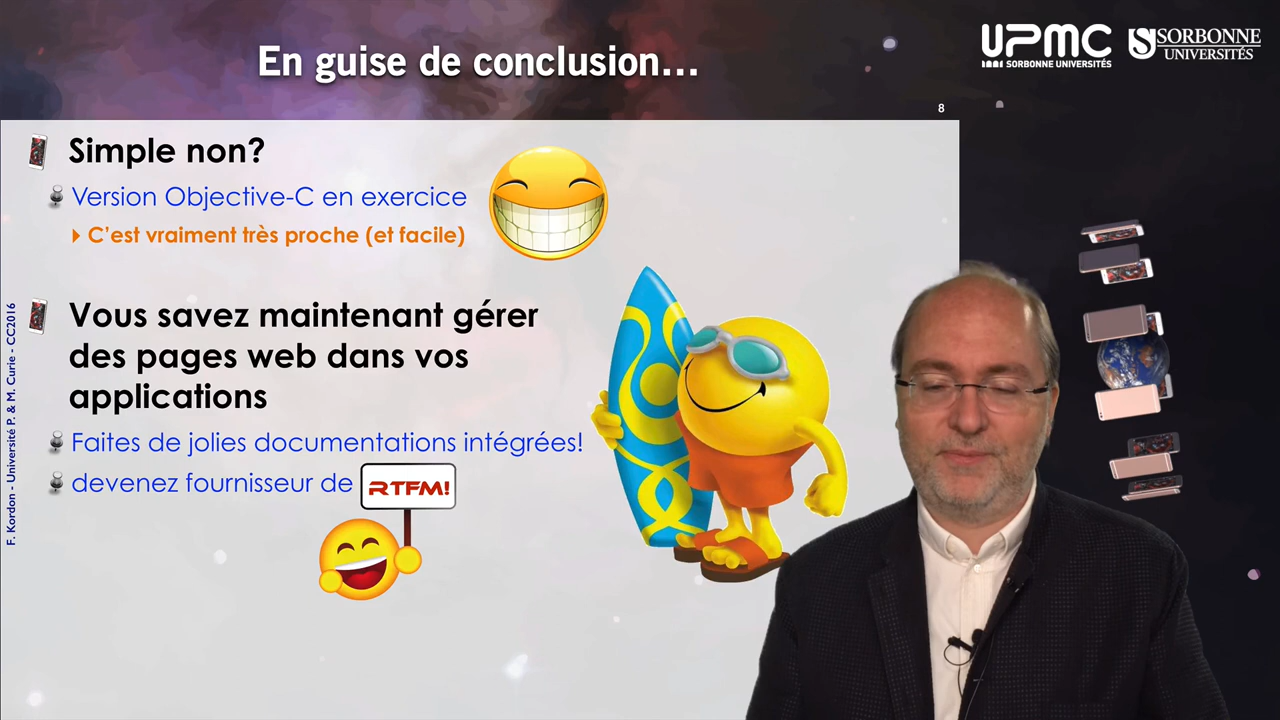 En guise de conclusion...
UPMC
SORBONNE UNIVERSITÉS
SORBONNE
UNIVERSITÉS
8
Simple non?
Version Objective-C en exercice
C'est vraiment très proche (et facile)
Vous savez maintenant gérer
des pages web dans vos
applications
Faites de jolies documentations intégrées!
devenez fournisseur de RTFM!
F. Kordon - Université P. & M. Curie - CC2016